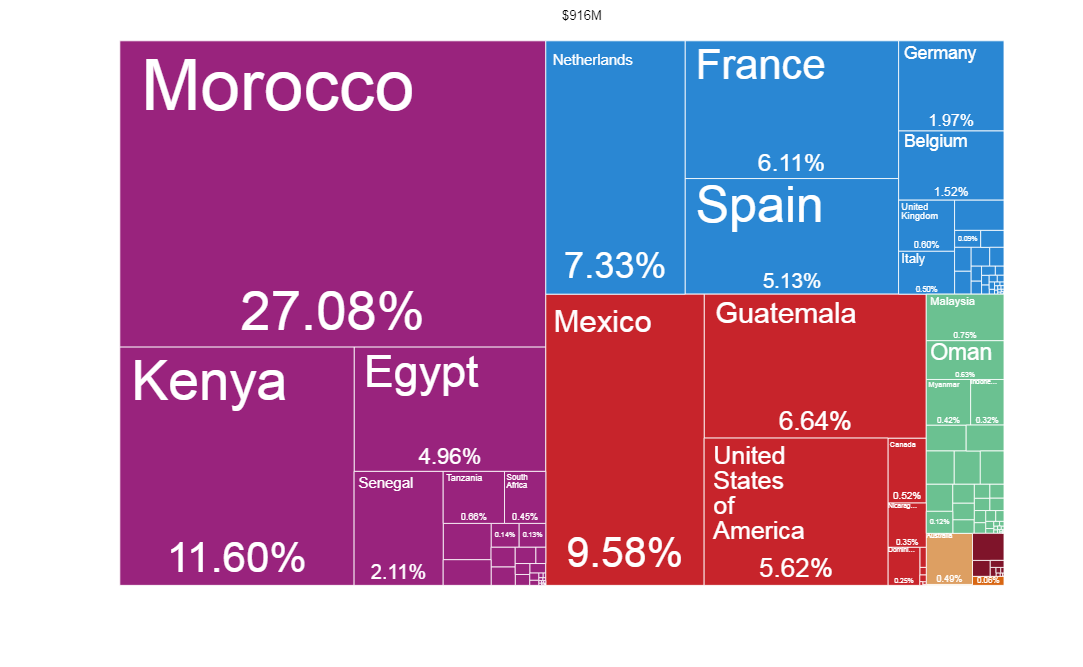 $916M
Morocco
27.08%
Kenya
11.60%
Egypt
4.96%
Senegal
2.11%
Tanzania
0.66%
South
Africa
0.45%
0.14%
0.13%
Netherlands
7.33%
France
6.11%
Spain
5.13%
Germany
1.97%
Belgium
1.52%
United
Kingdom
0.60%
Italy
0.50%
0.09%
Mexico
9.58%
Guatemala
6.64%
United
States
of
America
5.62%
Canada
0.52%
Nicarag...
0.35%
Domini...
0.25%
Malaysia
0.75%
Oman
0.63%
Myanmar
0.42%
0.32%
0.12%
Australia
0.49%
0.06%